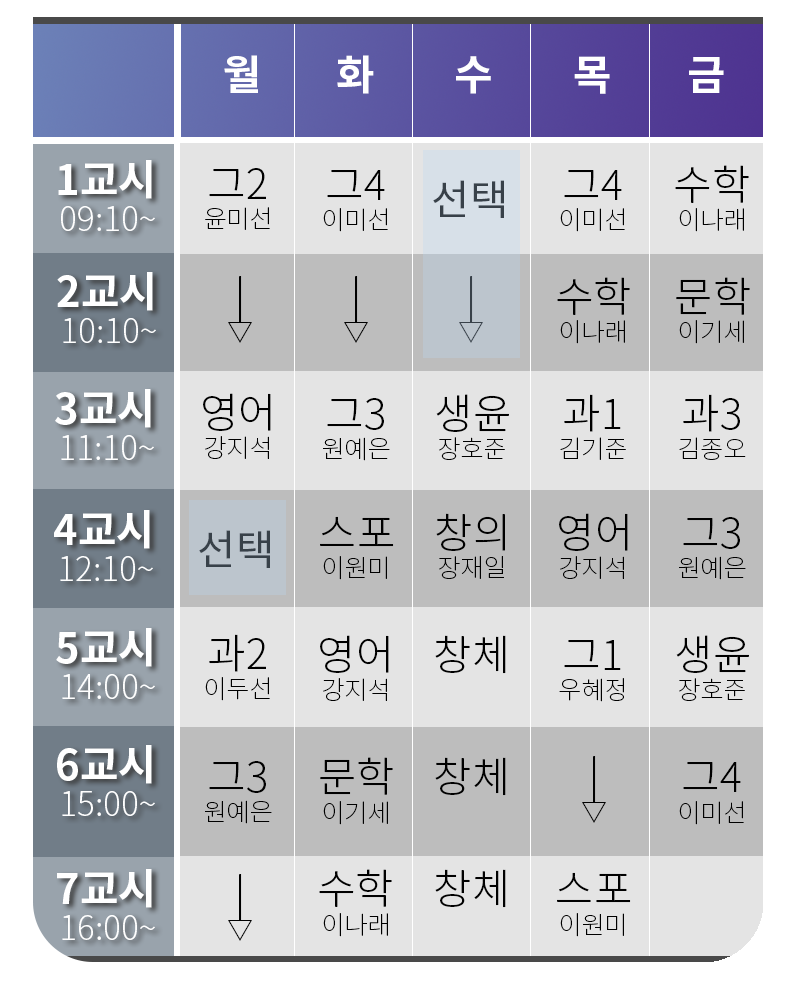 월 화 수 목 금
1교시 그2 그4 선택 그4 수학
09:10~ 윤미선 이미선 이미선 이나래
2교시 수학 문학
10:10~ 이나래 이기세
3교시 영어 그3 생윤 과1 과3
11:10~ 강지석 원예은 장호준 김기준 김종오
4교시 선택 스포 창의 영어 그3
12:10~ 이원미 장재일 강지석 원예은
5교시 과2 영어 창체 그1 생윤
14:00~ 이두선 강지석 우혜정 장호준
6교시 그3 문학 창체 그4
15:00~ 원예은 이기세 이미선
7교시 수학 창체 스포
16:00~ 이나래 이원미